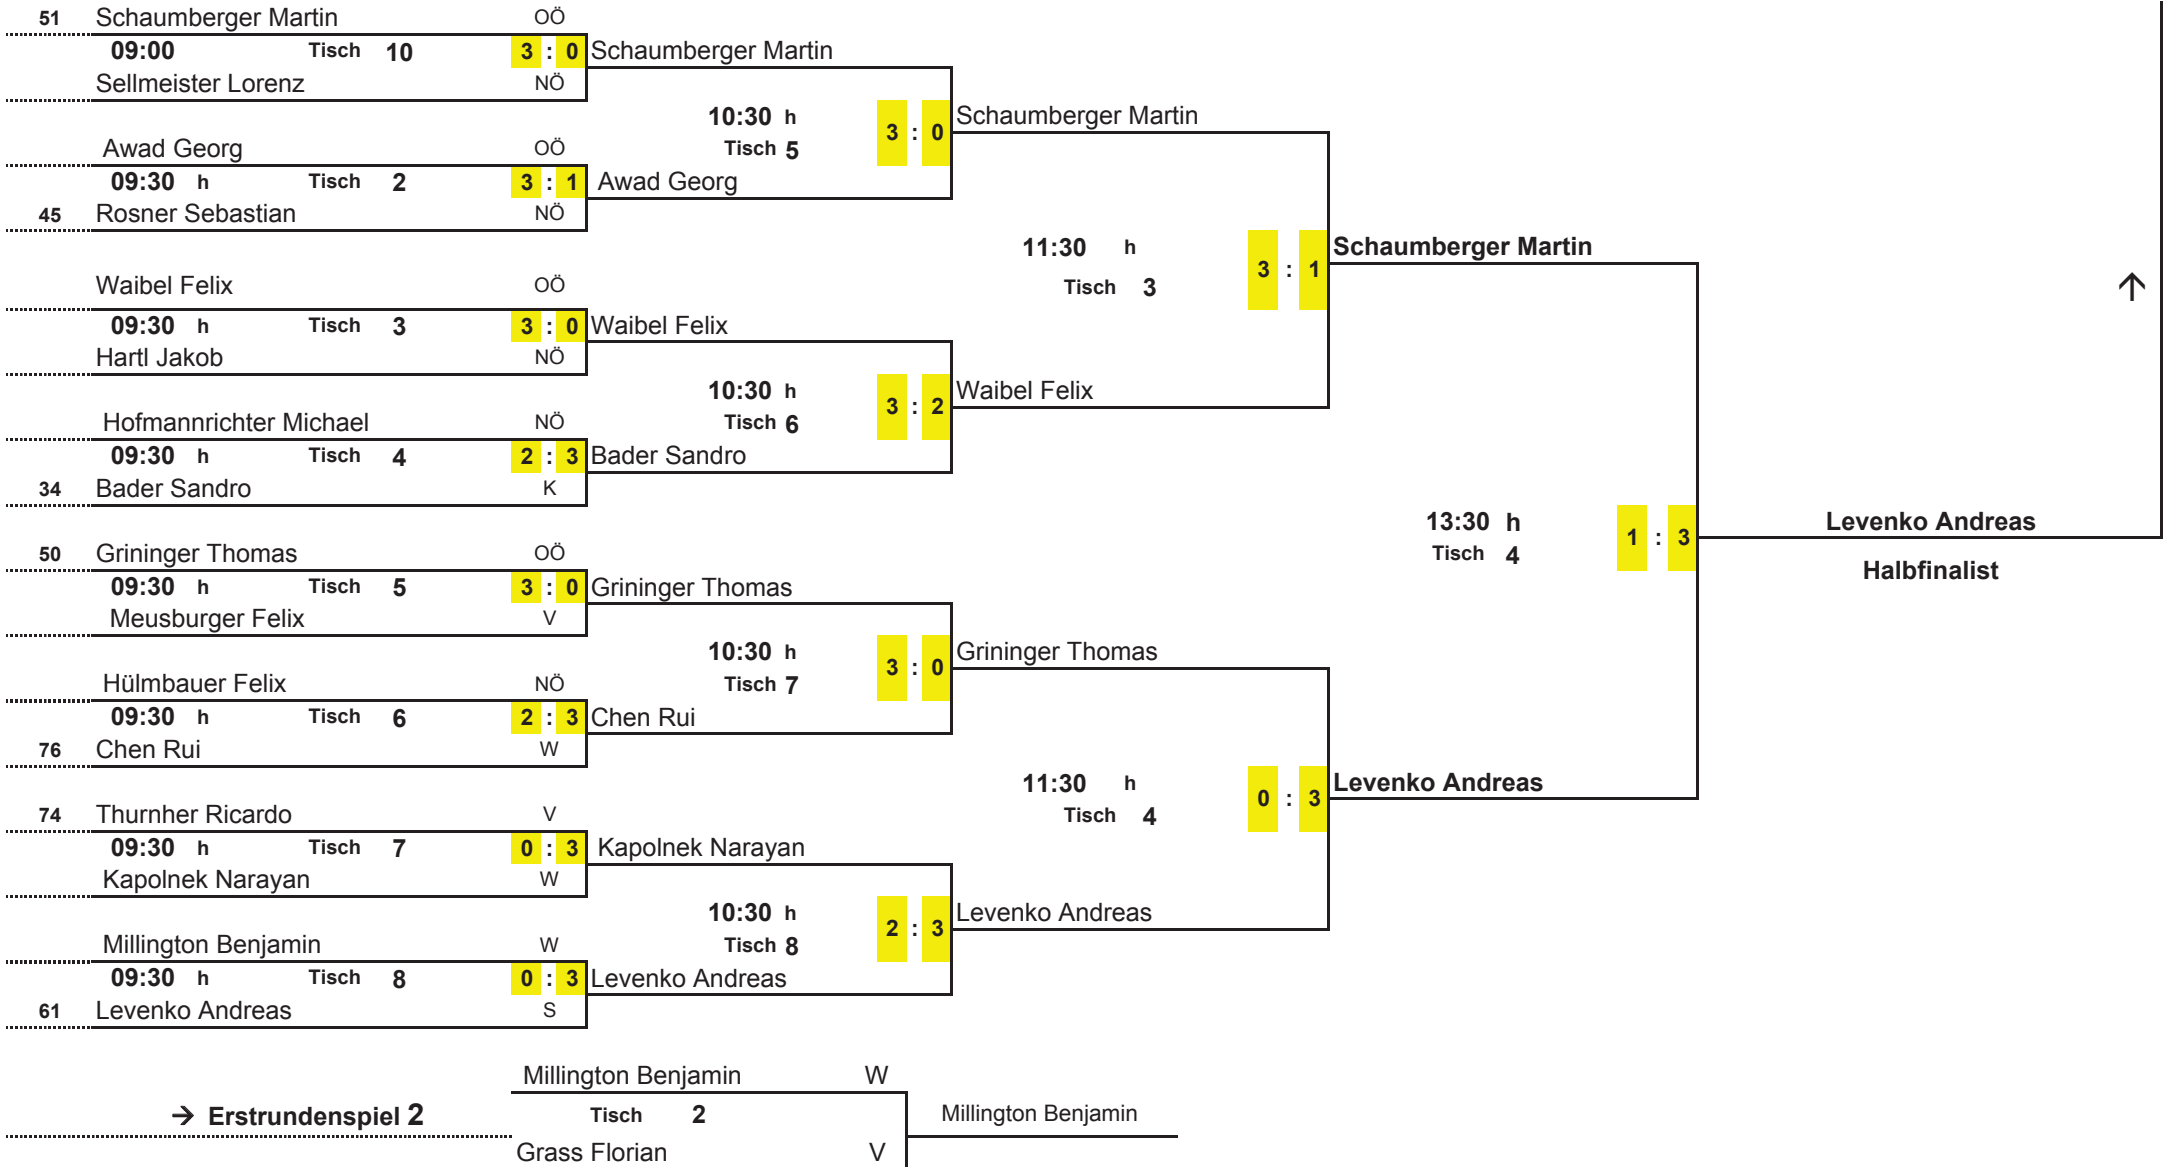 51 Schaumberger Martin OÖ
09:00 Tisch 10 3 : 0 Schaumberger Martin
Sellmeister Lorenz NÖ
10:30 h 3 : 0 Schaumberger Martin
Tisch 5
Awad Georg OÖ
09:30 h Tisch 2 3 : 1 Awad Georg
45 Rosner Sebastian NÖ
11:30 h 3 : 1 Schaumberger Martin
Tisch 3
Waibel Felix OÖ
09:30 h Tisch 3 3 : 0 Waibel Felix
Hartl Jakob NÖ
10:30 h 3 : 2 Waibel Felix
Tisch 6
Hofmannrichter Michael NÖ
09:30 h Tisch 4 2 : 3 Bader Sandro
34 Bader Sandro K
13:30 h 1 : 3 Levenko Andreas
Tisch 4
Halbfinalist
50 Grininger Thomas OÖ
09:30 h Tisch 5 3 : 0 Grininger Thomas
Meusburger Felix V
10:30 h 3 : 0 Grininger Thomas
Tisch 7
Hülmbauer Felix NÖ
09:30 h Tisch 6 2 : 3 Chen Rui
76 Chen Rui W
11:30 h 0 : 3 Levenko Andreas
Tisch 4
74 Thurnher Ricardo V
09:30 h Tisch 7 0 : 3 Kapolnek Narayan
Kapolnek Narayan W
10:30 h 2 : 3 Levenko Andreas
Tisch 8
Millington Benjamin W
09:30 h Tisch 8 0 : 3 Levenko Andreas
61 Levenko Andreas S
Millington Benjamin W
→ Erstrundenspiel 2 Tisch 2 Millington Benjamin
Grass Florian V